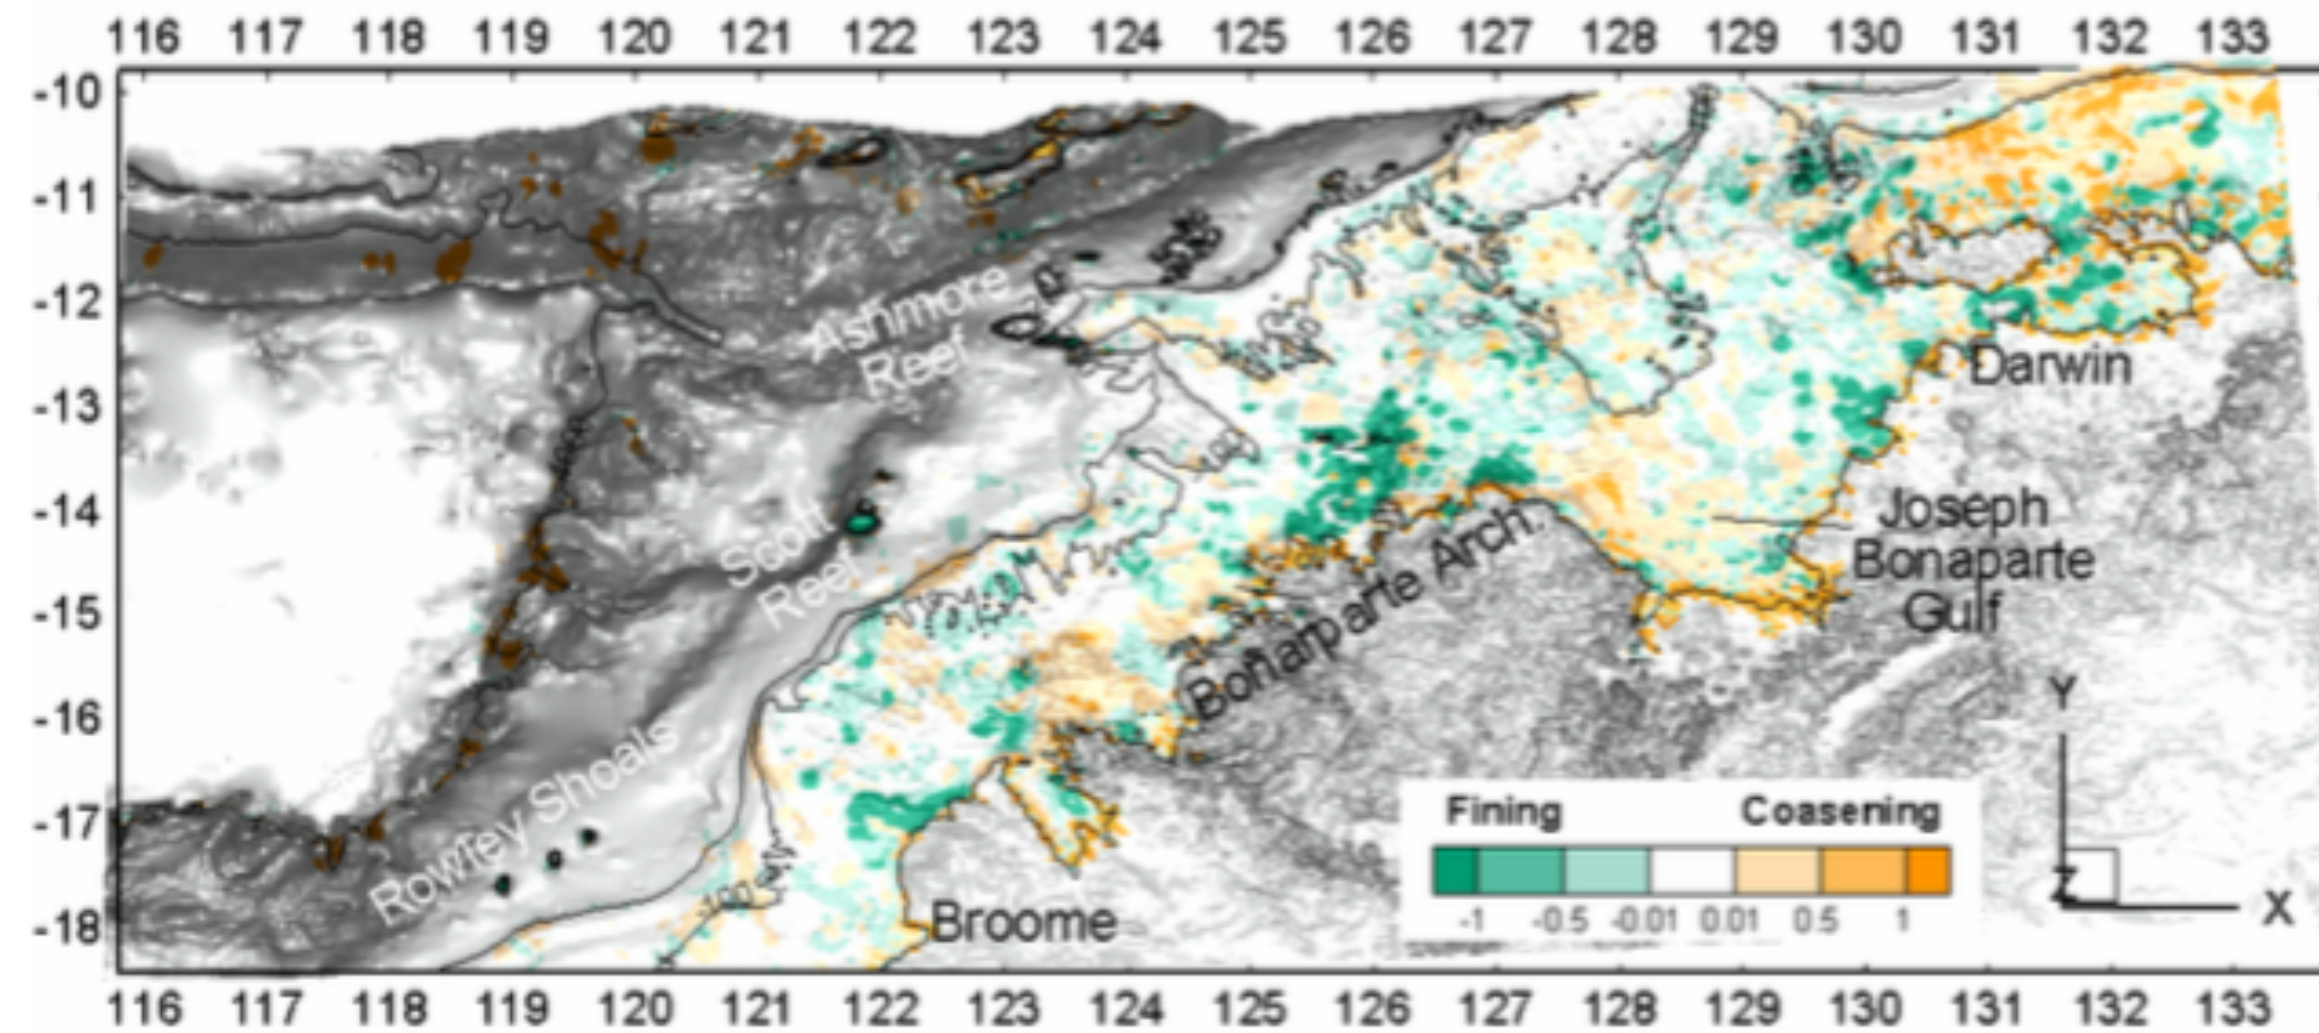 116 117 118 119 120 121 122 123 124 125 126 127 128 129 130 131 132 133
-10
-11
-12
-13
-14
-15
-16
-17
-18
Ashmore
Reef
Darwin
Scott
Reef
Bonarparte Arch.
Joseph
Bonaparte
Gulf
Rowley Shoals
Broome
Y
Z
X
Fining Coasening
-1 -0.5 -0.01 0.01 0.5 1
116 117 118 119 120 121 122 123 124 125 126 127 128 129 130 131 132 133